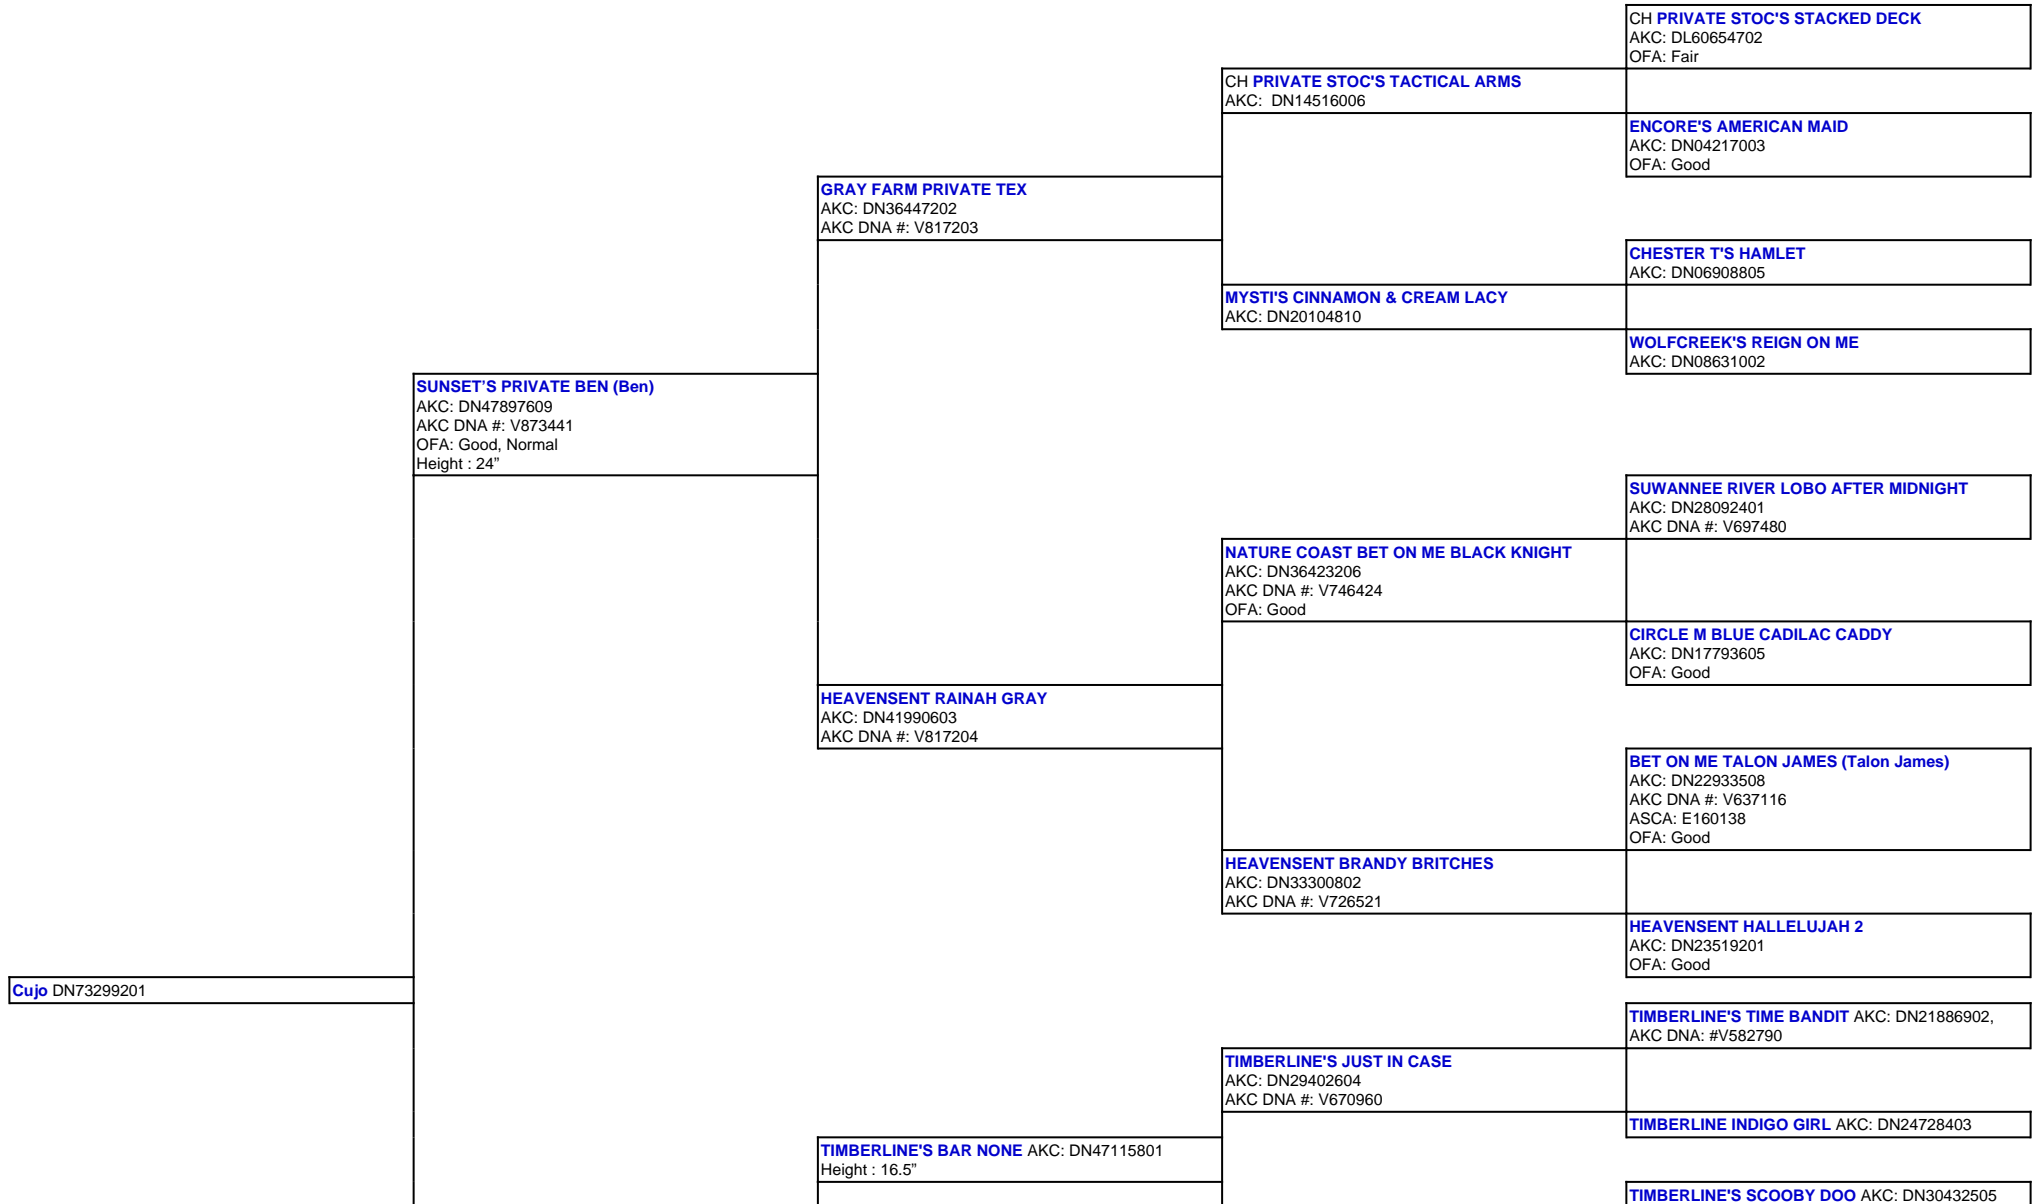 CH PRIVATE STOC'S STACKED DECK
AKC: DL60654702
OFA: Fair
CH PRIVATE STOC'S TACTICAL ARMS
AKC:  DN14516006
ENCORE'S AMERICAN MAID
AKC: DN04217003
OFA: Good
GRAY FARM PRIVATE TEX
AKC: DN36447202
AKC DNA #: V817203
CHESTER T'S HAMLET
AKC: DN06908805
MYSTI'S CINNAMON & CREAM LACY
AKC: DN20104810
WOLFCREEK'S REIGN ON ME
AKC: DN08631002
SUNSET’S PRIVATE BEN (Ben)
AKC: DN47897609
AKC DNA #: V873441
OFA: Good, Normal
Height : 24”
SUWANNEE RIVER LOBO AFTER MIDNIGHT
AKC: DN28092401
AKC DNA #: V697480
NATURE COAST BET ON ME BLACK KNIGHT
AKC: DN36423206
AKC DNA #: V746424
OFA: Good
CIRCLE M BLUE CADILAC CADDY
AKC: DN17793605
OFA: Good
HEAVENSENT RAINAH GRAY
AKC: DN41990603
AKC DNA #: V817204
BET ON ME TALON JAMES (Talon James)
AKC: DN22933508
AKC DNA #: V637116
ASCA: E160138
OFA: Good
HEAVENSENT BRANDY BRITCHES
AKC: DN33300802
AKC DNA #: V726521
HEAVENSENT HALLELUJAH 2
AKC: DN23519201
OFA: Good
Cujo DN73299201
TIMBERLINE'S TIME BANDIT AKC: DN21886902,
AKC DNA: #V582790
TIMBERLINE'S JUST IN CASE
AKC: DN29402604
AKC DNA #: V670960
TIMBERLINE INDIGO GIRL AKC: DN24728403
TIMBERLINE'S BAR NONE AKC: DN47115801
Height : 16.5”
TIMBERLINE'S SCOOBY DOO AKC: DN30432505